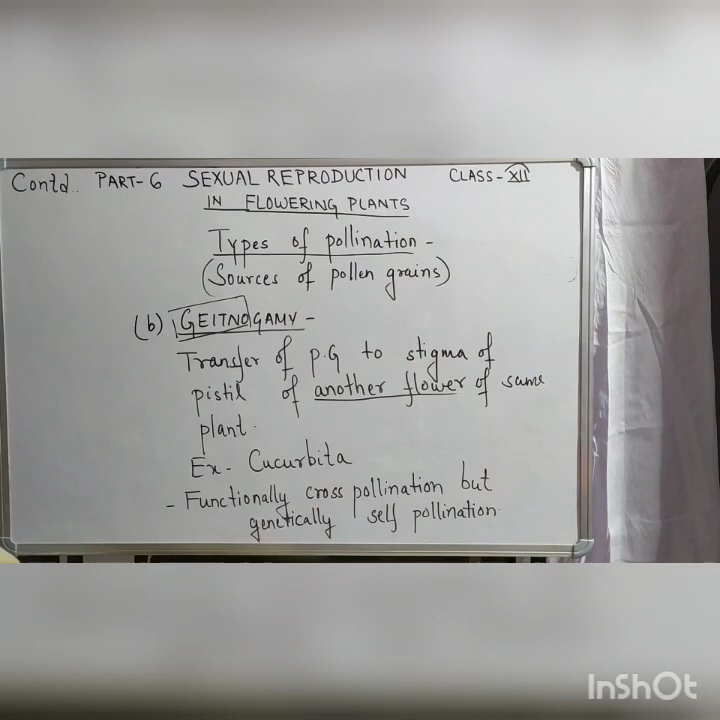 Contd.. PART-6 SEXUAL REPRODUCTION CLASS-XII
IN FLOWERING PLANTS
Types of pollination -
(Sources of pollen grains)
(b) GEITNOGAMY -
Transfer of P.G to stigma of
pistil of another flower of same
plant.
Ex- Cucurbita
- Functionally cross pollination but
genetically self pollination.
InShOt